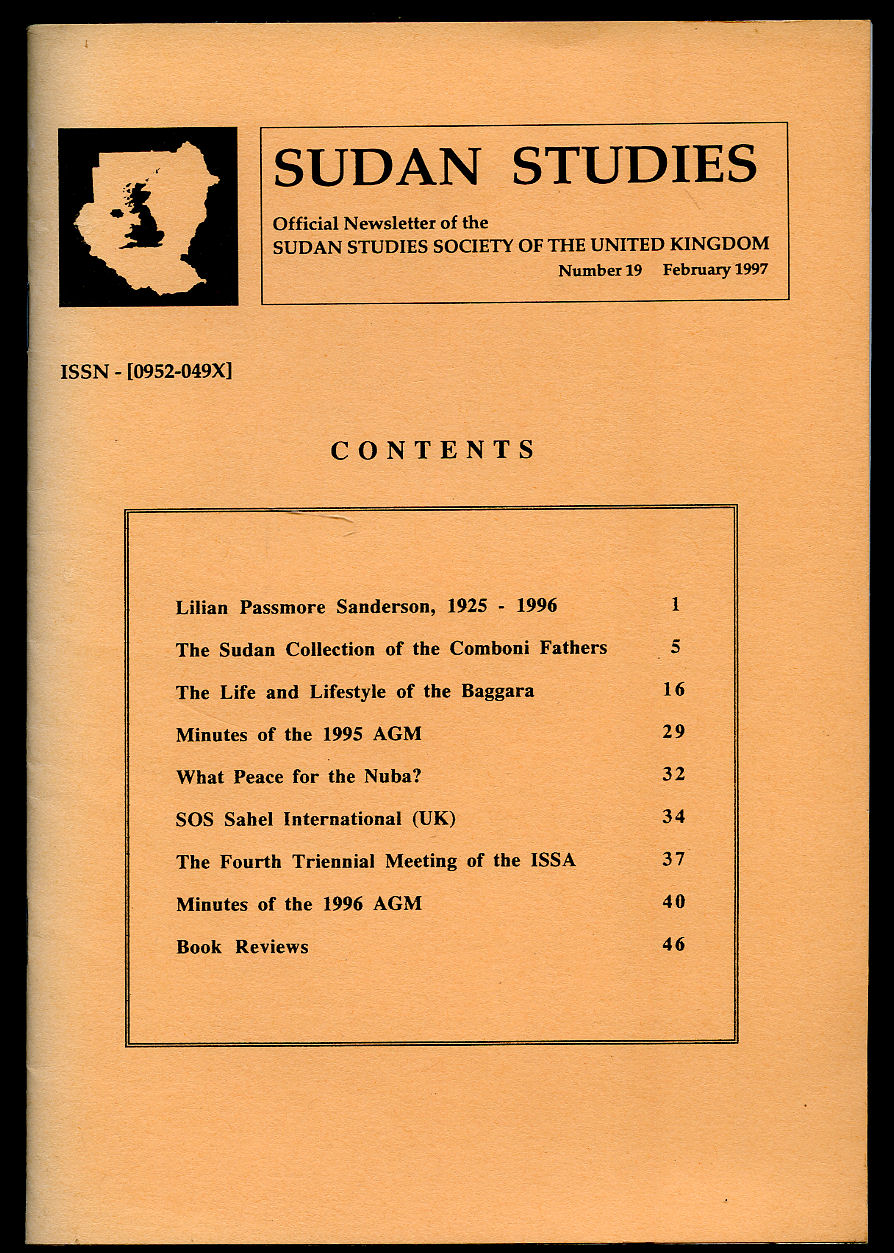 SUDAN STUDIES
Official Newsletter of the
SUDAN STUDIES SOCIETY OF THE UNITED KINGDOM
Number 19 February 1997
ISSN - [0952-049X]
CONTENTS
Lilian Passmore Sanderson, 1925 - 1996 1
The Sudan Collection of the Comboni Fathers 5
The Life and Lifestyle of the Baggara 16
Minutes of the 1995 AGM 29
What Peace for the Nuba? 32
SOS Sahel International (UK) 34
The Fourth Triennial Meeting of the ISSA 37
Minutes of the 1996 AGM 40
Book Reviews 46